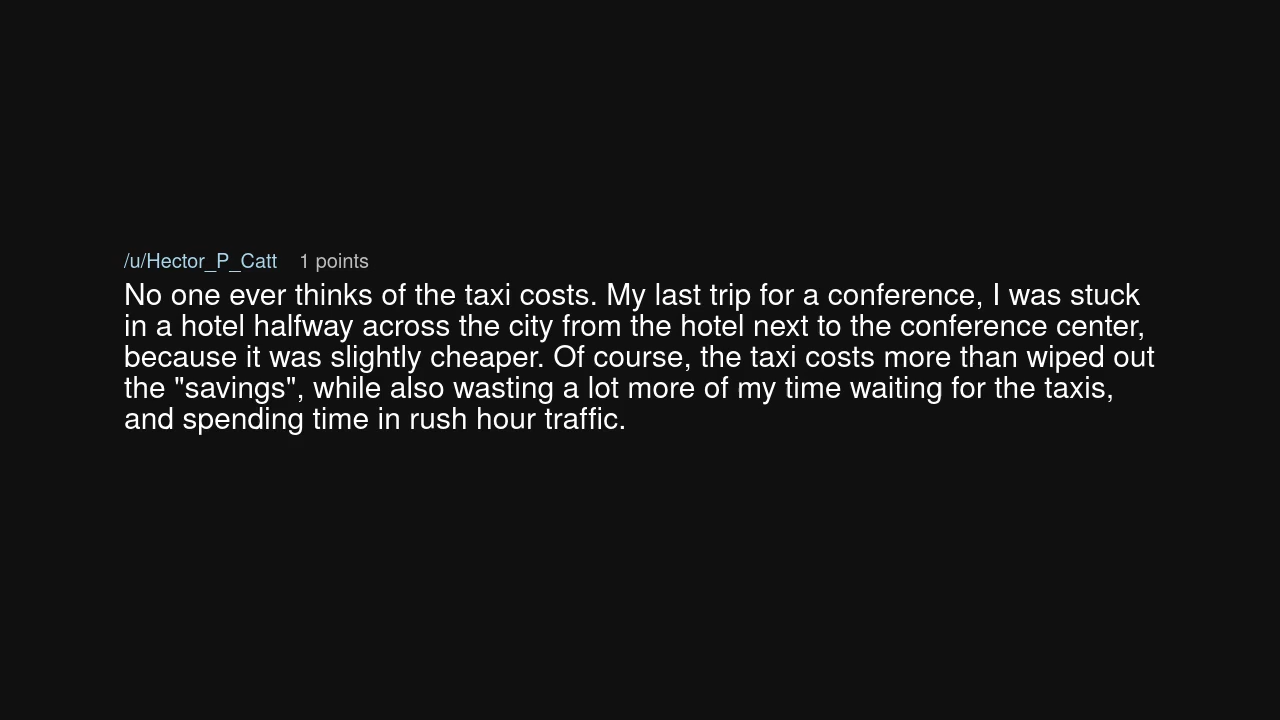 /u/Hector_P_Catt 1 points
No one ever thinks of the taxi costs. My last trip for a conference, I was stuck
in a hotel halfway across the city from the hotel next to the conference center,
because it was slightly cheaper. Of course, the taxi costs more than wiped out
the "savings", while also wasting a lot more of my time waiting for the taxis,
and spending time in rush hour traffic.